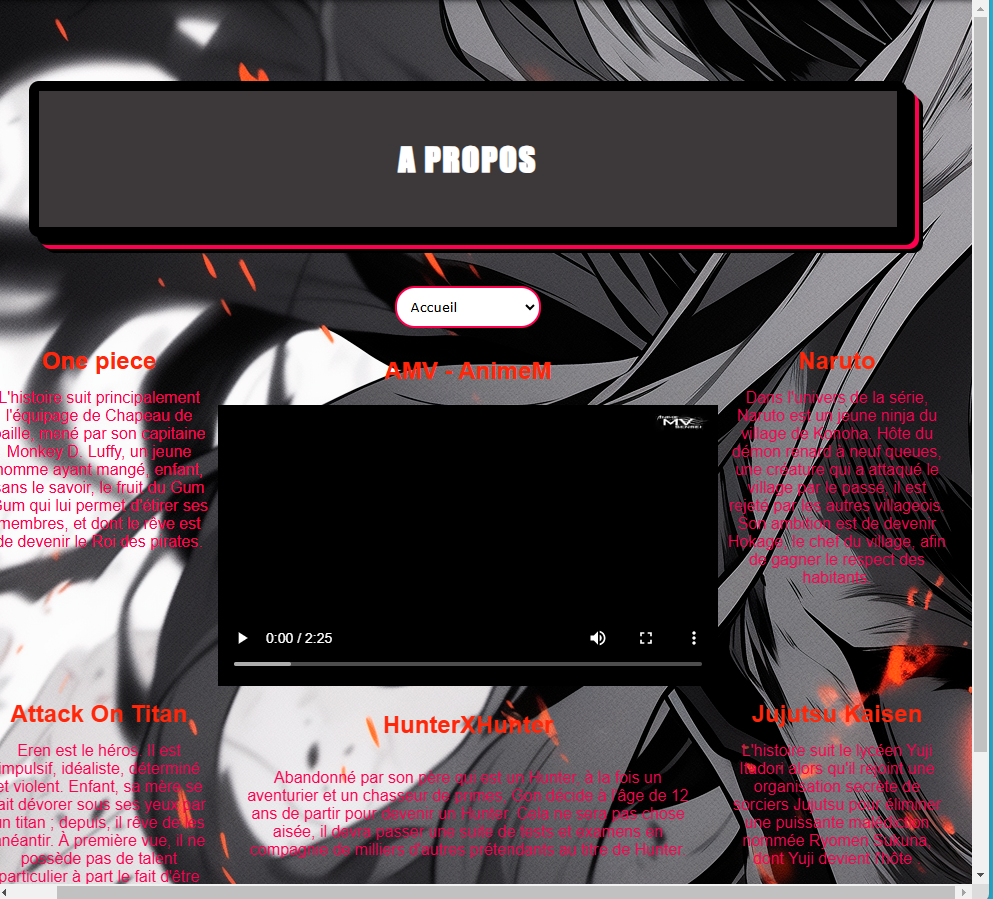 A PROPOS
Accueil
One piece
L'histoire suit principalement
l'équipage de Chapeau de
paille, mené par son capitaine
Monkey D. Luffy, un jeune
homme ayant mangé, enfant,
sans le savoir, le fruit du Gum
Gum qui lui permet d'étirer ses
membres, et dont le rêve est
de devenir le Roi des pirates.
AMV - AnimeM
MV
0:00 / 2:25
Naruto
Dans l'univers de la série,
Naruto est un jeune ninja du
village de Konoha. Hôte du
démon renard à neuf queues,
une créature qui a attaqué le
village par le passé, il est
rejeté par les autres villageois.
Son ambition est de devenir
Hokage, le chef du village, afin
de gagner le respect des
habitants.
Attack On Titan
Eren est le héros. Il est
impulsif, idéaliste, déterminé
et violent. Enfant, sa mère se
fait dévorer sous ses yeux par
un titan ; depuis, il rêve de les
anéantir. À première vue, il ne
possède pas de talent
particulier à part le fait d'être
HunterXHunter
Abandonné par son père qui est un Hunter, à la fois un
aventurier et un chasseur de primes, Gon décide à l'âge de 12
ans de partir pour devenir un Hunter. Cela ne sera pas chose
aisée, il devra passer une suite de tests et examens en
compagnie de milliers d'autres prétendants au titre de Hunter.
Jujutsu Kaisen
L'histoire suit le lycéen Yuji
Itadori alors qu'il rejoint une
organisation secrète de
sorciers Jujutsu pour éliminer
une puissante malédiction
nommée Ryomen Sukuna
dont Yuji devient l'hôte